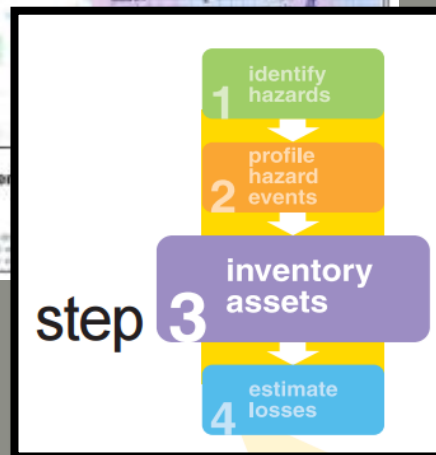 1 identify
hazards
2 profile
hazard
events
step 3 inventory
assets
4 estimate
losses